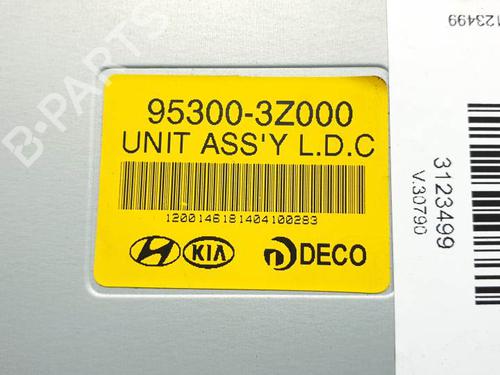 95300-3Z000
UNIT ASS'Y L.D.C
1200146181404100283
KIA
DECO
3123499
V.30790
123499
B-PARTS